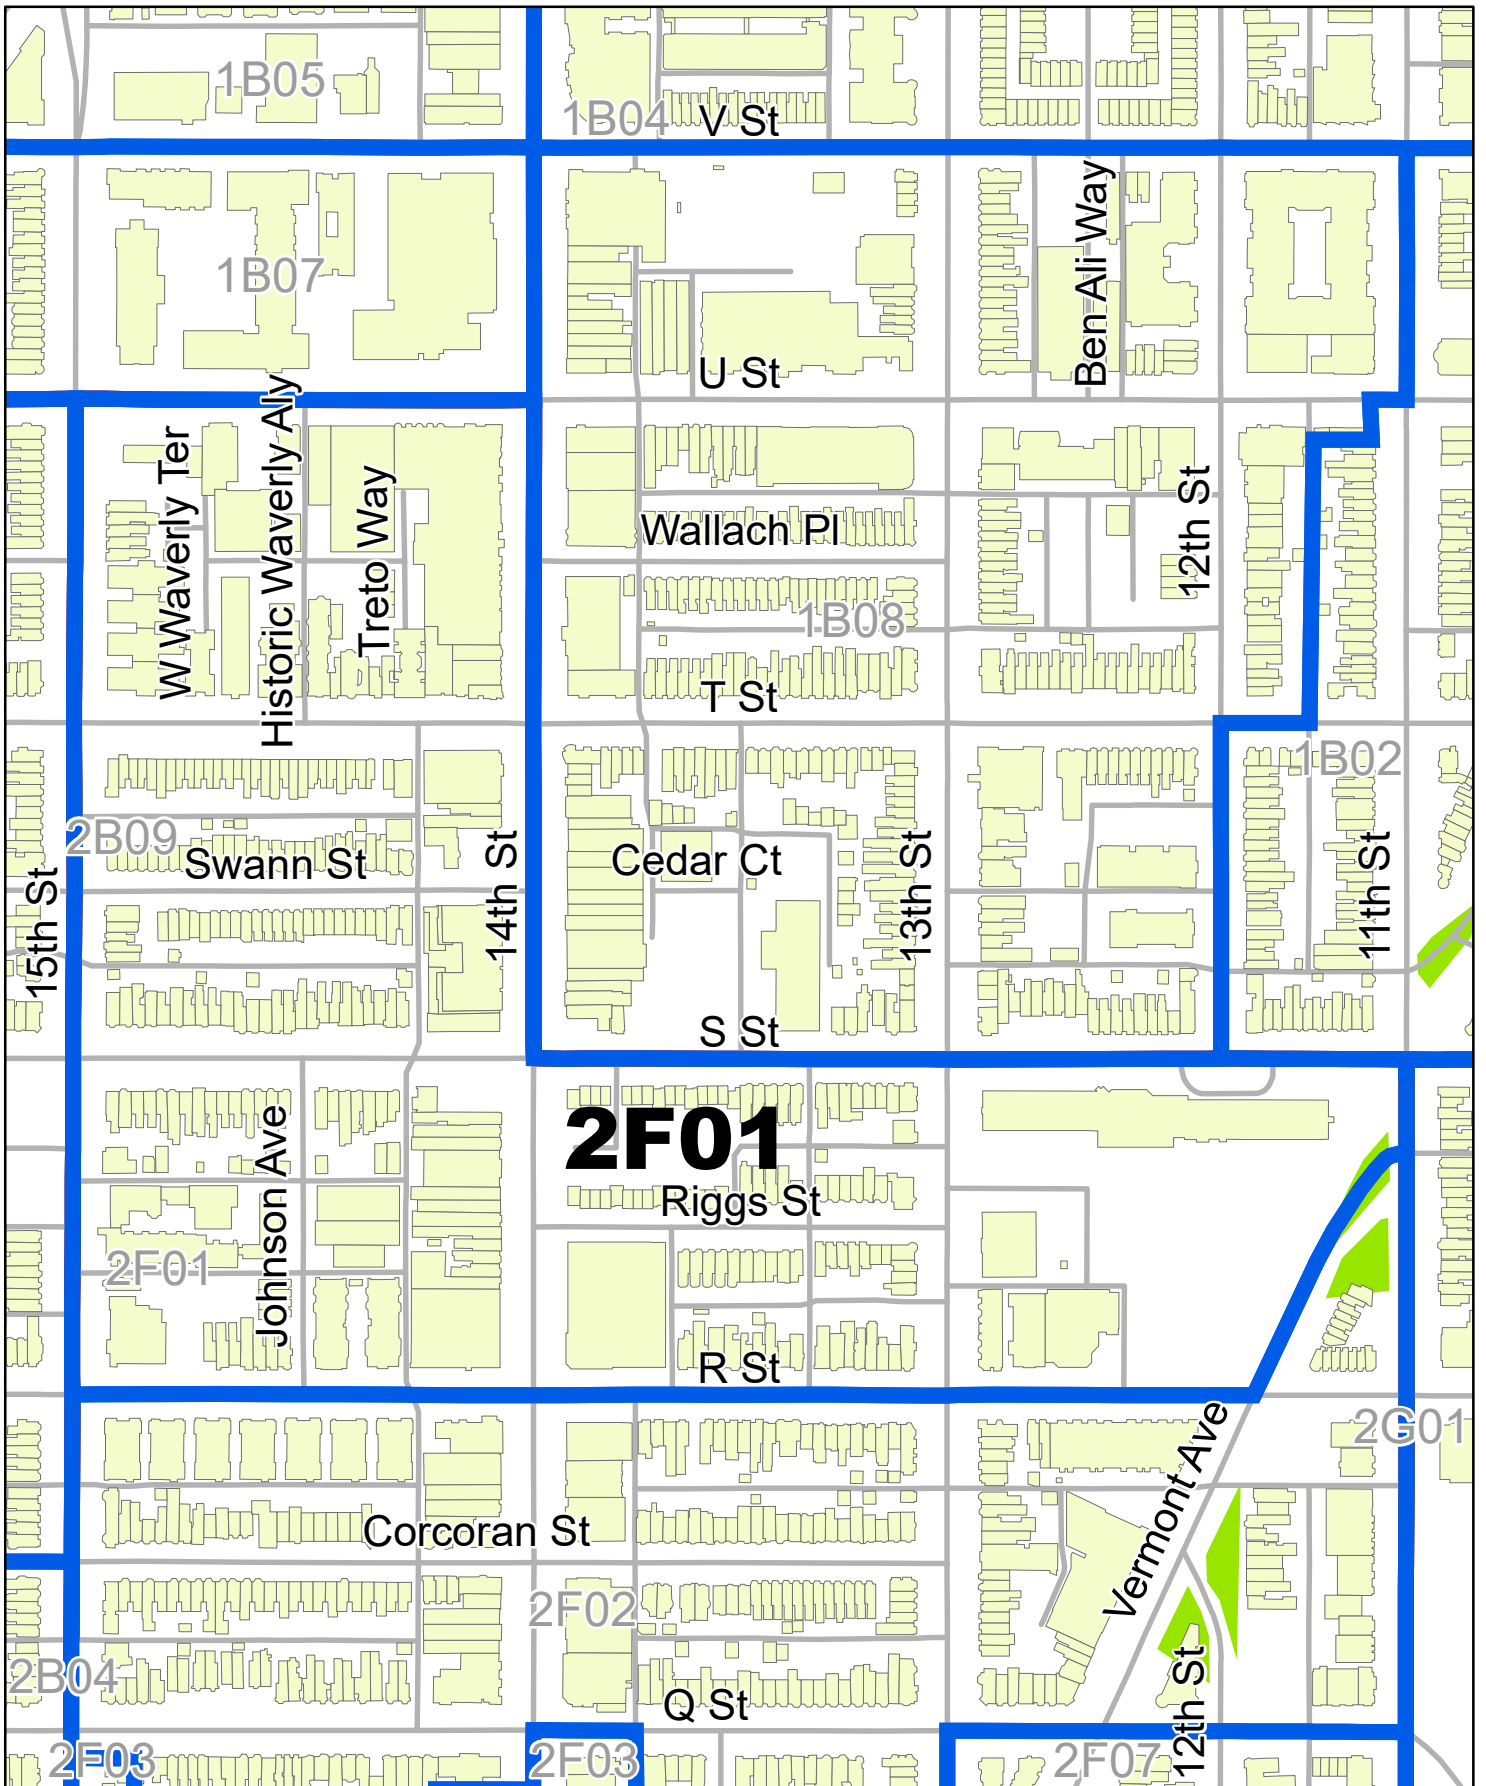 1B05
1B04
V St
1B07
Ben Ali Way
U St
W Waverly Ter
Historic Waverly Aly
Treto Way
Wallach Pl
12th St
1B08
T St
1B02
2B09
Swann St
Cedar Ct
15th St
14th St
13th St
11th St
S St
2F01
Riggs St
Johnson Ave
2F01
R St
2G01
Vermont Ave
Corcoran St
2F02
2B04
Q St
12th St
2F03
2F03
2F07